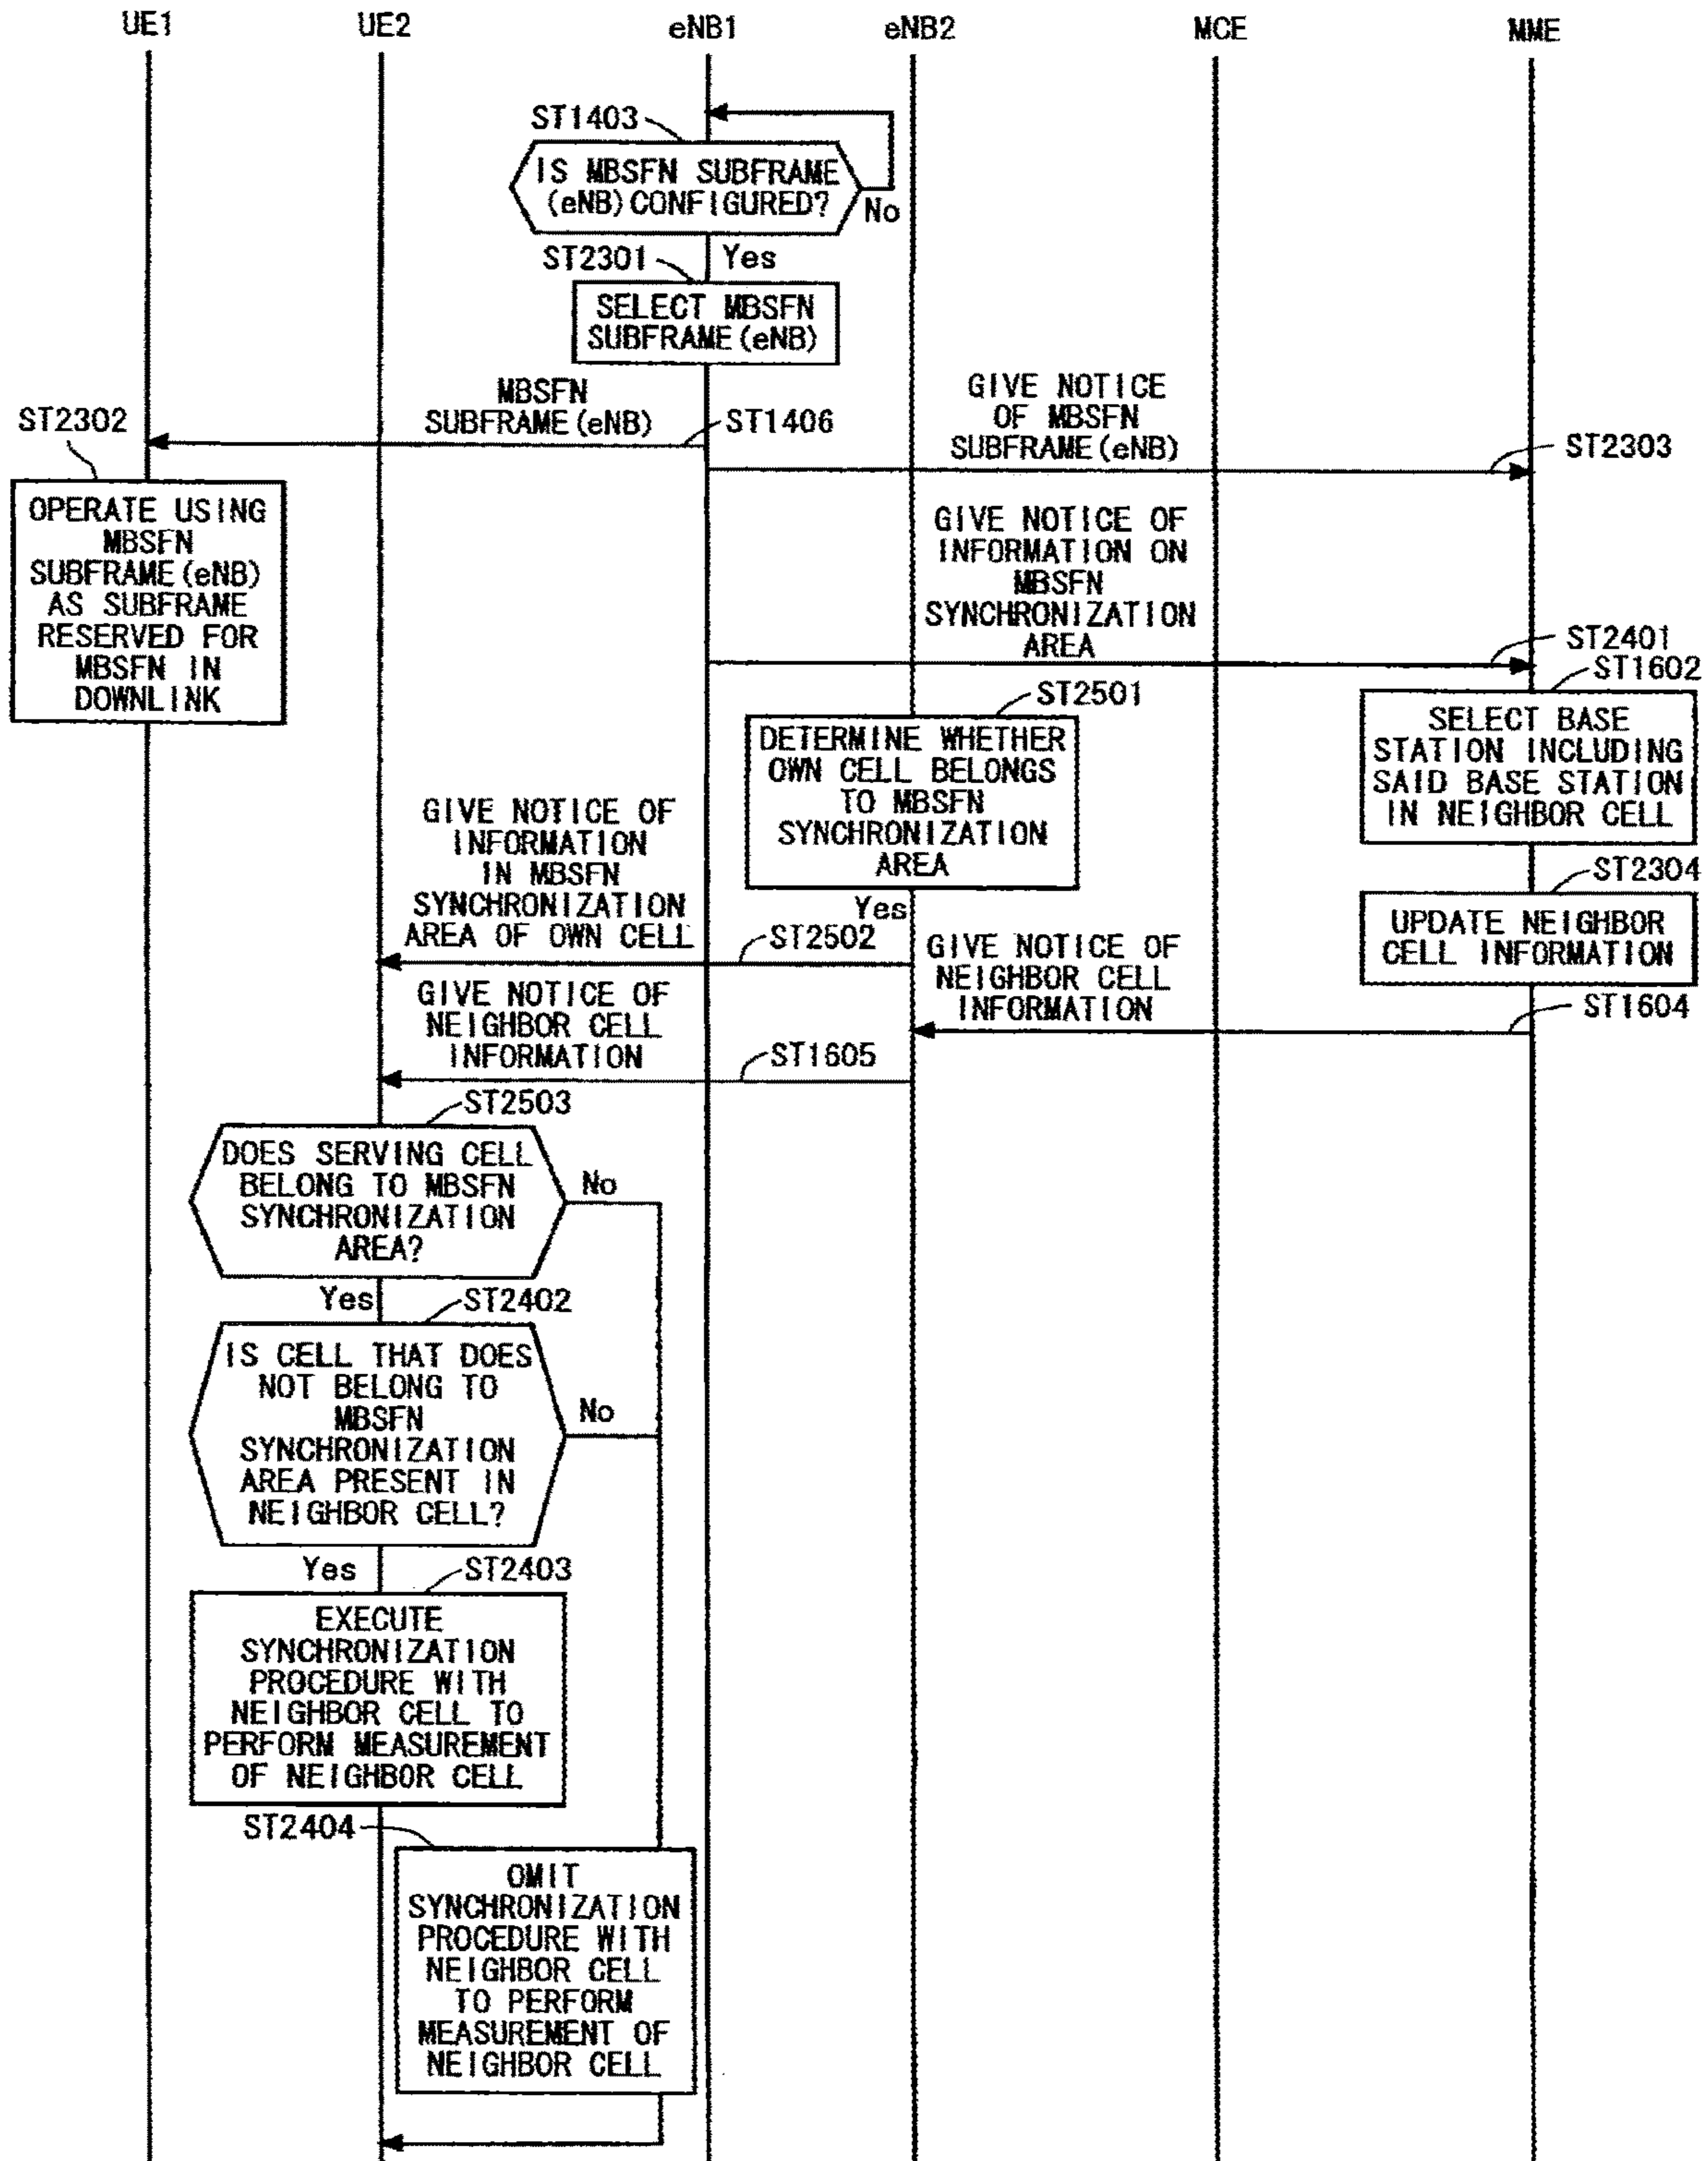 UE1 UE2 eNB1 eNB2 MCE MME
ST1403
IS MBSFN SUBFRAME
(eNB)CONFIGURED?
No
Yes
ST2301
SELECT MBSFN
SUBFRAME(eNB)
MBSFN
SUBFRAME(eNB)
ST1406
GIVE NOTICE
OF MBSFN
SUBFRAME(eNB)
ST2303
ST2302
OPERATE USING
MBSFN
SUBFRAME(eNB)
AS SUBFRAME
RESERVED FOR
MBSFN IN
DOWNLINK
GIVE NOTICE OF
INFORMATION ON
MBSFN
SYNCHRONIZATION
AREA
ST2401
ST1602
SELECT BASE
STATION INCLUDING
SAID BASE STATION
IN NEIGHBOR CELL
ST2501
DETERMINE WHETHER
OWN CELL BELONGS
TO MBSFN
SYNCHRONIZATION
AREA
Yes
GIVE NOTICE OF
INFORMATION
IN MBSFN
SYNCHRONIZATION
AREA OF OWN CELL
ST2502
ST2304
UPDATE NEIGHBOR
CELL INFORMATION
GIVE NOTICE OF
NEIGHBOR CELL
INFORMATION
ST1604
GIVE NOTICE OF
NEIGHBOR CELL
INFORMATION
ST1605
ST2503
DOES SERVING CELL
BELONG TO MBSFN
SYNCHRONIZATION
AREA?
No
Yes
ST2402
IS CELL THAT DOES
NOT BELONG TO
MBSFN
SYNCHRONIZATION
AREA PRESENT IN
NEIGHBOR CELL?
No
Yes
ST2403
EXECUTE
SYNCHRONIZATION
PROCEDURE WITH
NEIGHBOR CELL TO
PERFORM MEASUREMENT
OF NEIGHBOR CELL
ST2404
OMIT
SYNCHRONIZATION
PROCEDURE WITH
NEIGHBOR CELL
TO PERFORM
MEASUREMENT OF
NEIGHBOR CELL